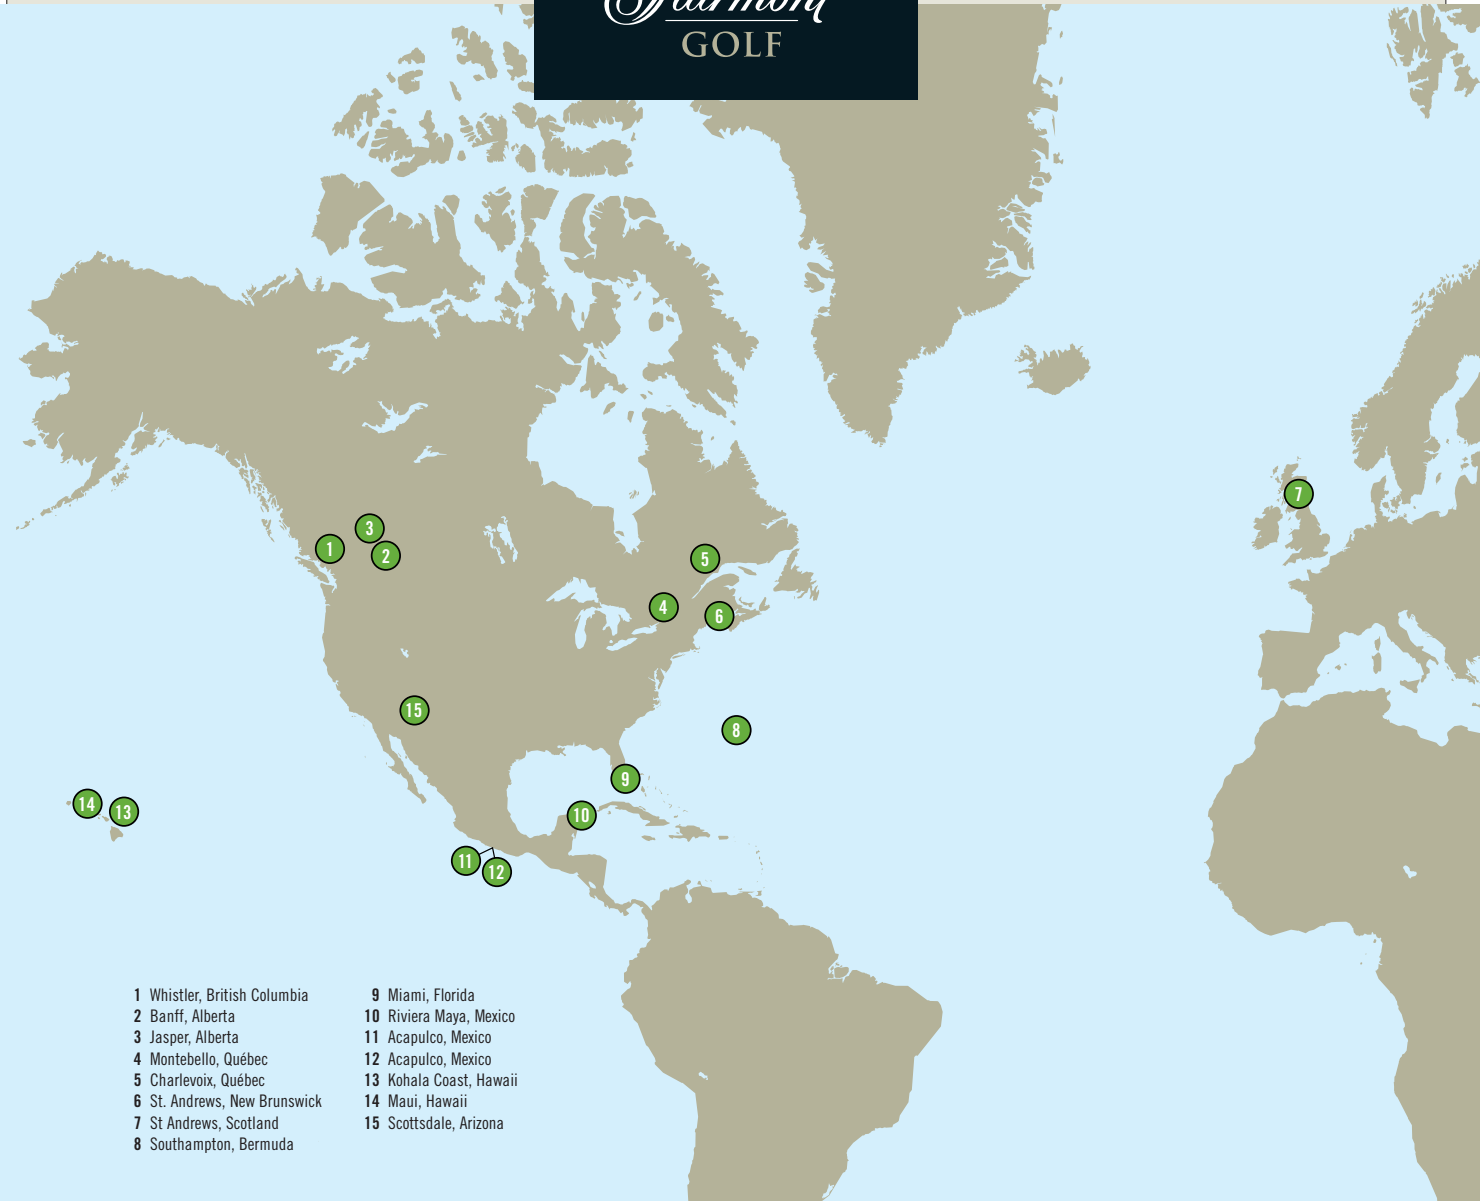 Fairmont
GOLF
3
1
2
7
5
4
6
15
8
9
14
13
10
11
12
1 Whistler, British Columbia
2 Banff, Alberta
3 Jasper, Alberta
4 Montebello, Québec
5 Charlevoix, Québec
6 St. Andrews, New Brunswick
7 St Andrews, Scotland
8 Southampton, Bermuda
9 Miami, Florida
10 Riviera Maya, Mexico
11 Acapulco, Mexico
12 Acapulco, Mexico
13 Kohala Coast, Hawaii
14 Maui, Hawaii
15 Scottsdale, Arizona